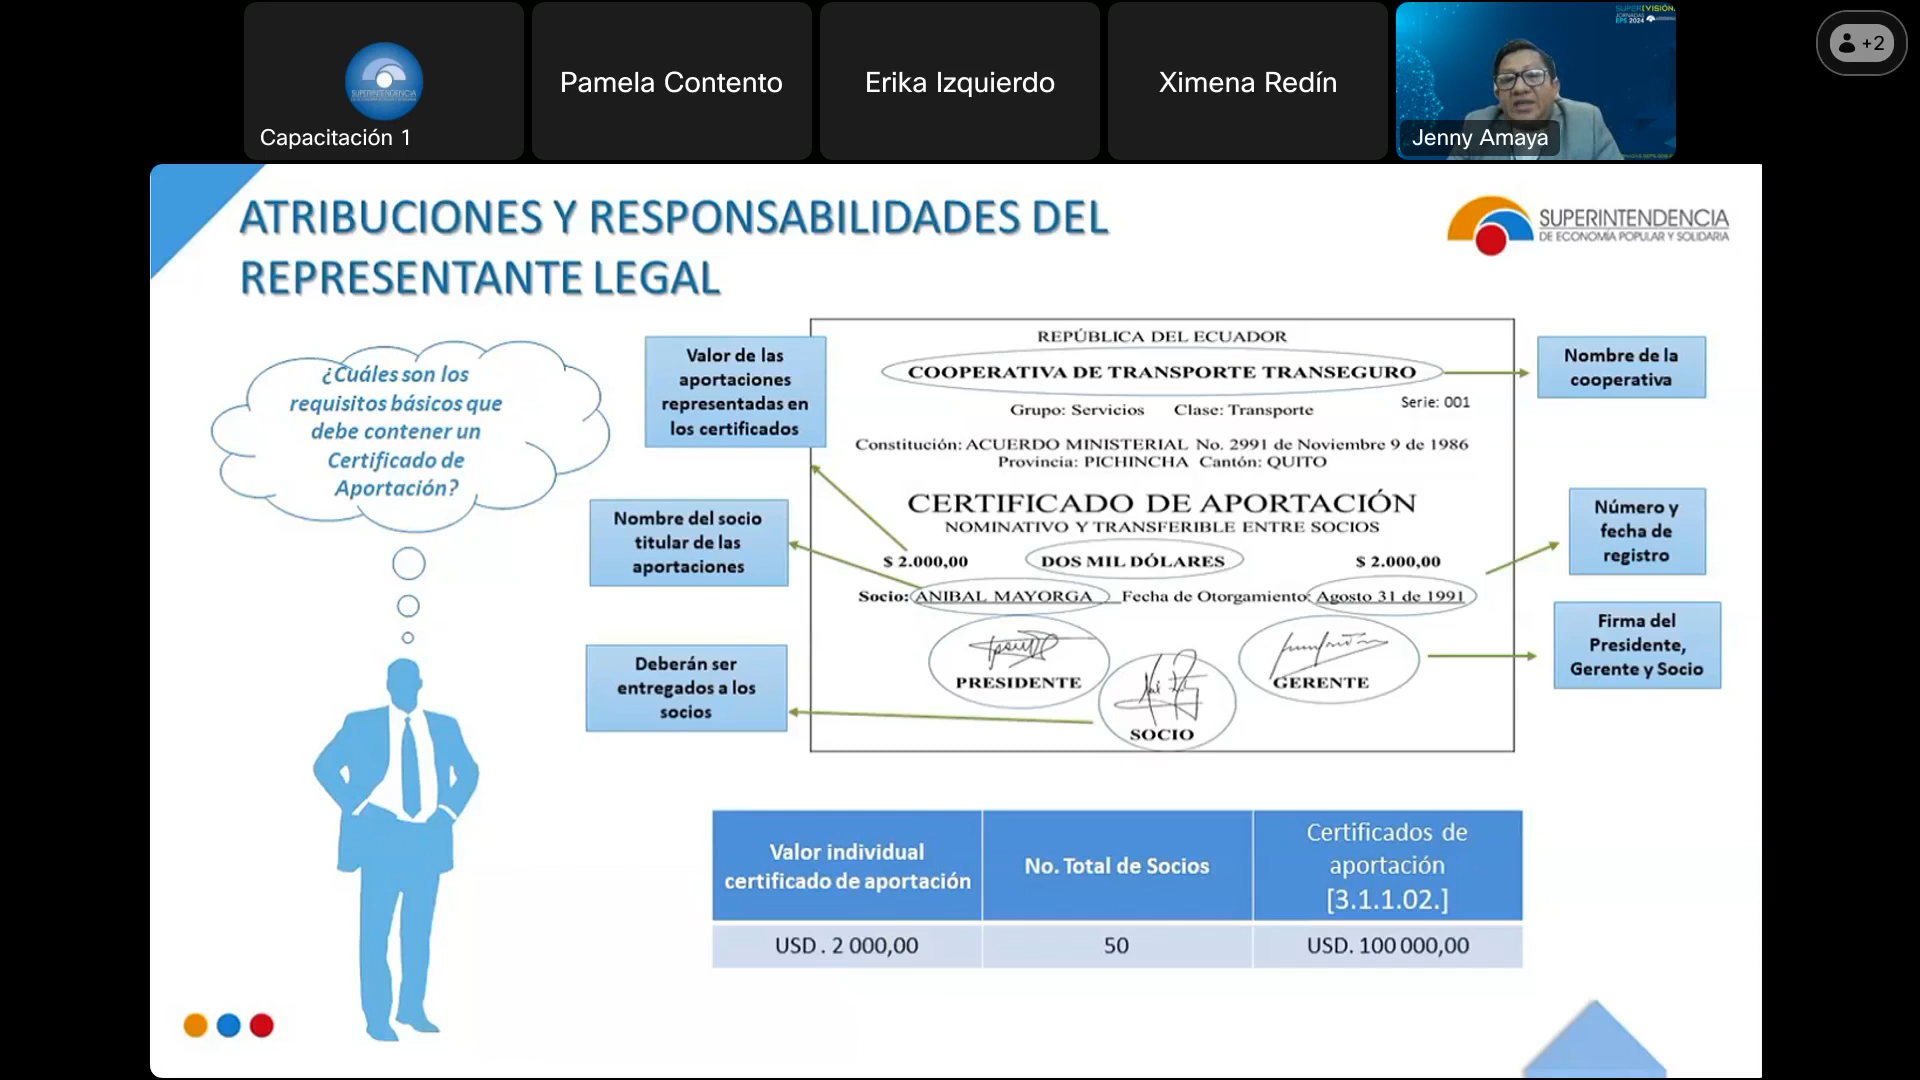 Capacitación 1
Pamela Contento
Erika Izquierdo
Ximena Redín
Jenny Amaya
+2
ATRIBUCIONES Y RESPONSABILIDADES DEL
REPRESENTANTE LEGAL
SUPERINTENDENCIA
DE ECONOMÍA POPULAR Y SOLIDARIA
¿Cuáles son los
requisitos básicos que
debe contener un
Certificado de
Aportación?
Valor de las
aportaciones
representadas en
los certificados
Nombre del socio
titular de las
aportaciones
Deberán ser
entregados a los
socios
REPÚBLICA DEL ECUADOR
COOPERATIVA DE TRANSPORTE TRANSEGURO
Serie: 001
Grupo: Servicios Clase: Transporte
Constitución: ACUERDO MINISTERIAL No. 2991 de Noviembre 9 de 1986
Provincia: PICHINCHA Cantón: QUITO
CERTIFICADO DE APORTACIÓN
NOMINATIVO Y TRANSFERIBLE ENTRE SOCIOS
$ 2.000,00 DOS MIL DÓLARES $ 2.000,00
Socio: ANIBAL MAYORGA Fecha de Otorgamiento: Agosto 31 de 1991
PRESIDENTE
GERENTE
SOCIO
Nombre de la
cooperativa
Número y
fecha de
registro
Firma del
Presidente,
Gerente y Socio
Valor individual
certificado de aportación
No. Total de Socios
Certificados de
aportación
[3.1.1.02.]
USD . 2 000,00
50
USD. 100 000,00